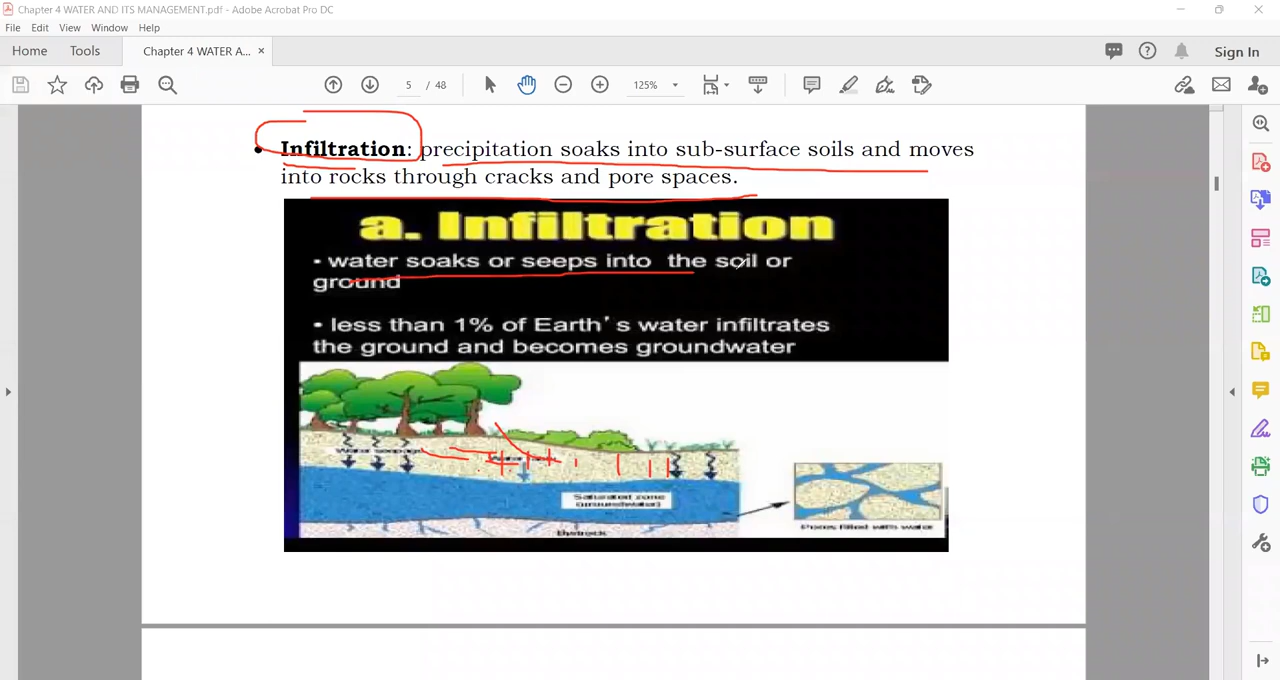 Chapter 4 WATER AND ITS MANAGEMENT.pdf - Adobe Acrobat Pro DC
File Edit View Window Help
Home Tools Chapter 4 WATER A... × Sign In
5 / 48 125%
• Infiltration: precipitation soaks into sub-surface soils and moves
into rocks through cracks and pore spaces.
a. Infiltration
• water soaks or seeps into the soil or
ground
• less than 1% of Earth's water infiltrates
the ground and becomes groundwater
Water seepage
Water
Saturated zone
(groundwater)
Pores filled with water
Bedrock